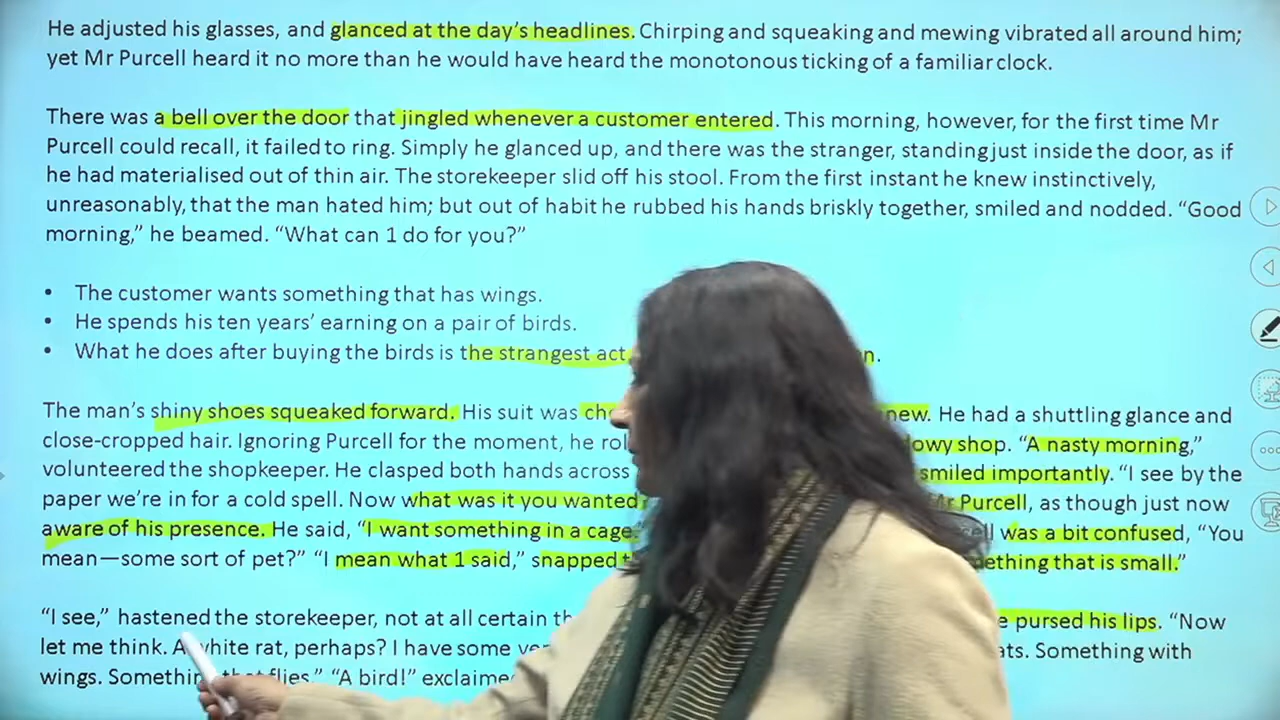 He adjusted his glasses, and glanced at the day's headlines. Chirping and squeaking and mewing vibrated all around him;
yet Mr Purcell heard it no more than he would have heard the monotonous ticking of a familiar clock.
There was a bell over the door that jingled whenever a customer entered. This morning, however, for the first time Mr
Purcell could recall, it failed to ring. Simply he glanced up, and there was the stranger, standing just inside the door, as if
he had materialised out of thin air. The storekeeper slid off his stool. From the first instant he knew instinctively,
unreasonably, that the man hated him; but out of habit he rubbed his hands briskly together, smiled and nodded. “Good
morning,” he beamed. “What can 1 do for you?”
• The customer wants something that has wings.
• He spends his ten years’ earning on a pair of birds.
• What he does after buying the birds is the strangest act
The man’s shiny shoes squeaked forward. His suit was new. He had a shuttling glance and
close-cropped hair. Ignoring Purcell for the moment, he shop. “A nasty morning,”
volunteered the shopkeeper. He clasped both hands across smiled importantly. “I see by the
paper we’re in for a cold spell. Now what was it you wanted Purcell, as though just now
aware of his presence. He said, “I want something in a cage. was a bit confused, “You
mean—some sort of pet?” “I mean what 1 said,” snapped that is small.”
“I see,” hastened the storekeeper, not at all certain pursed his lips. “Now
let me think. A white rat, perhaps? I have some Something with
wings. Something that flies.” “A bird!”